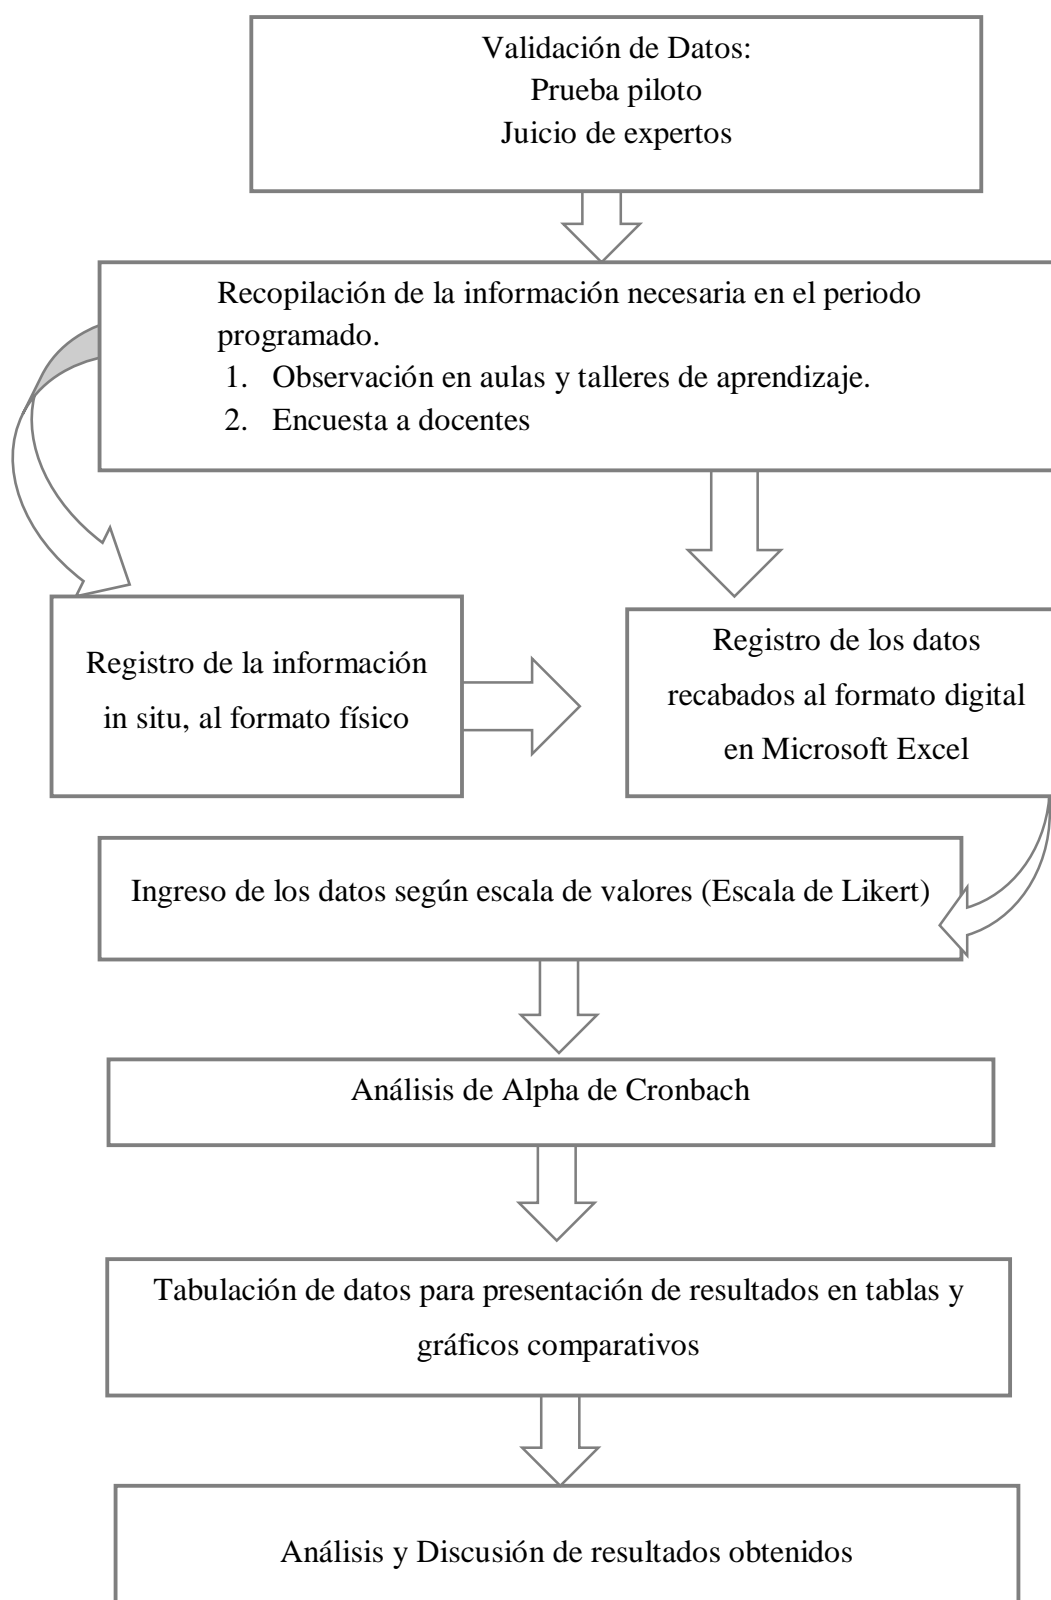 Validación de Datos:
Prueba piloto
Juicio de expertos
Recopilación de la información necesaria en el periodo
programado.
1. Observación en aulas y talleres de aprendizaje.
2. Encuesta a docentes
Registro de la información
in situ, al formato físico
Registro de los datos
recabados al formato digital
en Microsoft Excel
Ingreso de los datos según escala de valores (Escala de Likert)
Análisis de Alpha de Cronbach
Tabulación de datos para presentación de resultados en tablas y
gráficos comparativos
Análisis y Discusión de resultados obtenidos